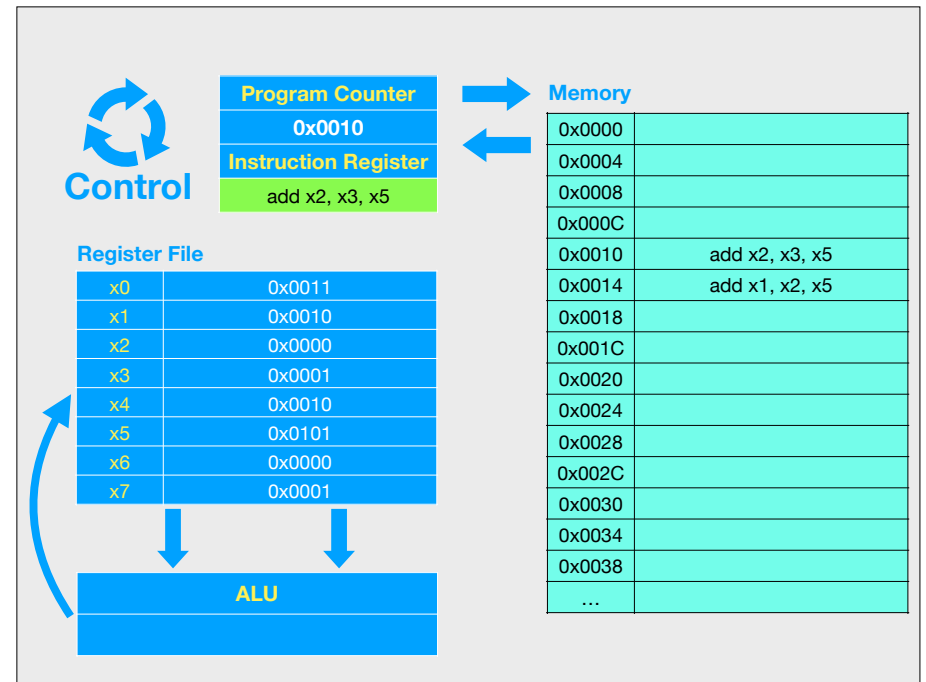 Control
Program Counter
0x0010
Instruction Register
add x2, x3, x5
Register File
x0 0x0011
x1 0x0010
x2 0x0000
x3 0x0001
x4 0x0010
x5 0x0101
x6 0x0000
x7 0x0001
ALU
Memory
0x0000
0x0004
0x0008
0x000C
0x0010 add x2, x3, x5
0x0014 add x1, x2, x5
0x0018
0x001C
0x0020
0x0024
0x0028
0x002C
0x0030
0x0034
0x0038
…